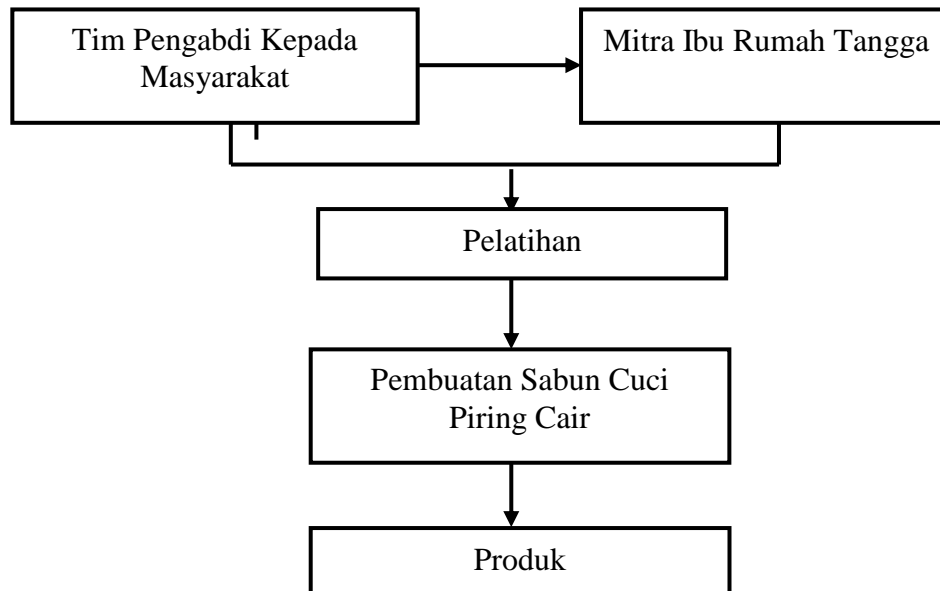 Tim Pengabdi Kepada
Masyarakat
Mitra Ibu Rumah Tangga
Pelatihan
Pembuatan Sabun Cuci
Piring Cair
Produk